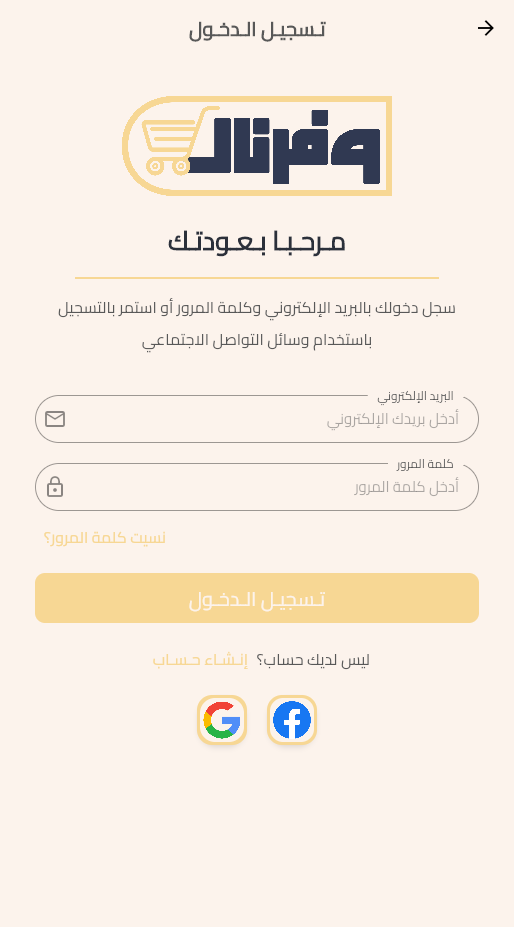 تسجيل الدخول
وفرنالك
مرحبا بعودتك
سجل دخولك بالبريد الإلكتروني وكلمة المرور أو استمر بالتسجيل
باستخدام وسائل التواصل الاجتماعي
البريد الإلكتروني
أدخل بريدك الإلكتروني
كلمة المرور
أدخل كلمة المرور
نسيت كلمة المرور؟
تسجيل الدخول
ليس لديك حساب؟ إنشاء حساب